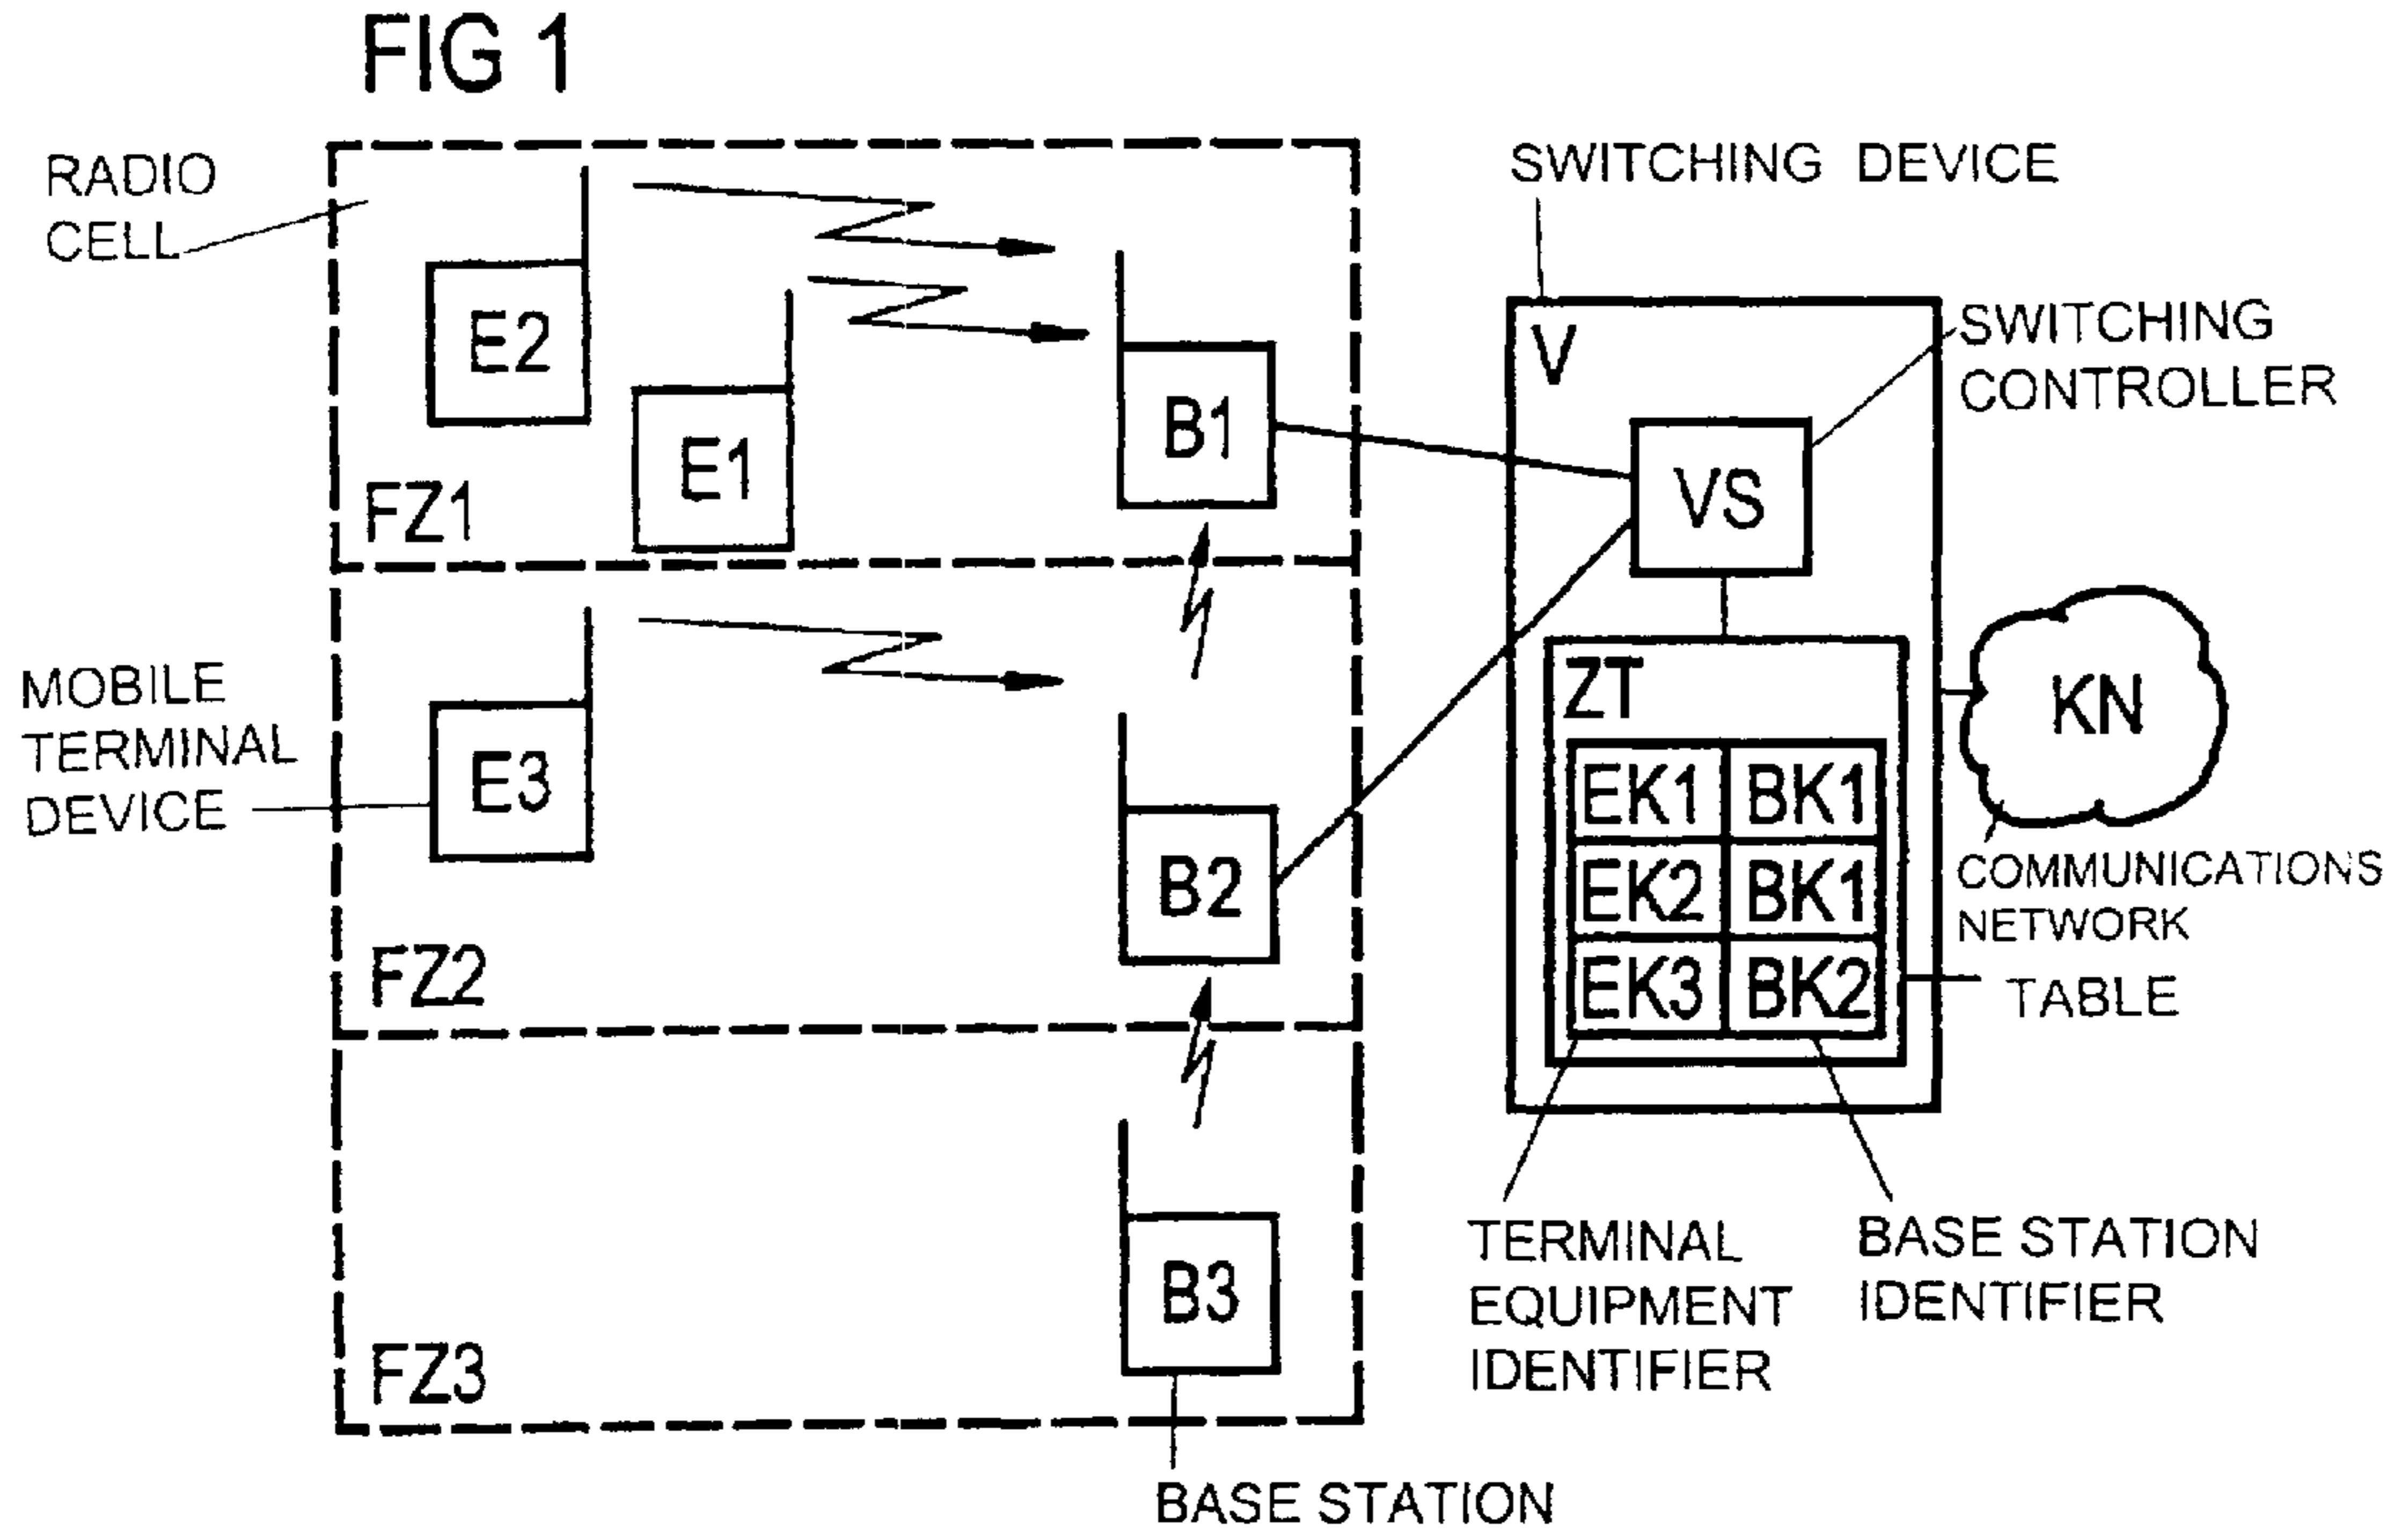 FIG 1
RADIO
CELL
SWITCHING DEVICE
E2
V
SWITCHING
CONTROLLER
E1
B1
VS
FZ1
MOBILE
TERMINAL
DEVICE
E3
B2
FZ2
ZT
KN
EK1 BK1
EK2 BK1
EK3 BK2
COMMUNICATIONS
NETWORK
TABLE
B3
FZ3
TERMINAL
EQUIPMENT
IDENTIFIER
BASE STATION
IDENTIFIER
BASE STATION